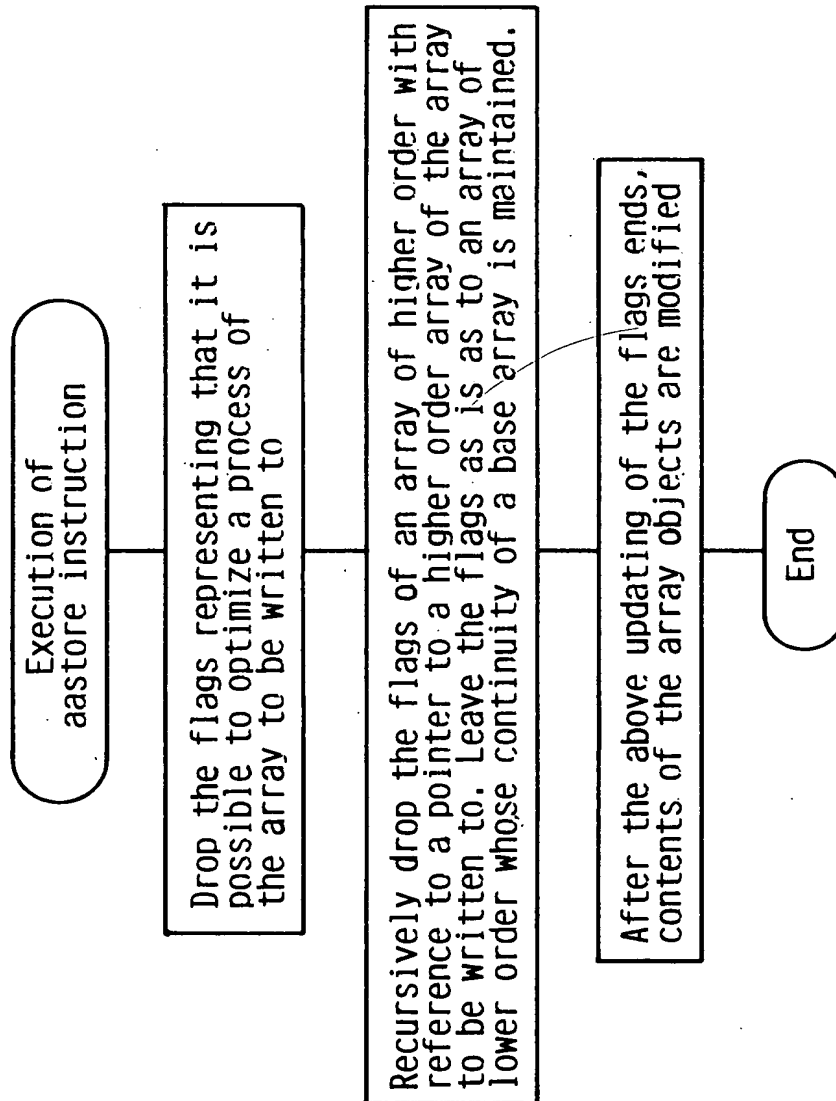 Execution of
aastore instruction
Drop the flags representing that it is
possible to optimize a process of
the array to be written to
Recursively drop the flags of an array of higher order with
reference to a pointer to a higher order array of the array
to be written to. Leave the flags as is as to an array of
lower order whose continuity of a base array is maintained.
After the above updating of the flags ends,
contents of the array objects are modified
End